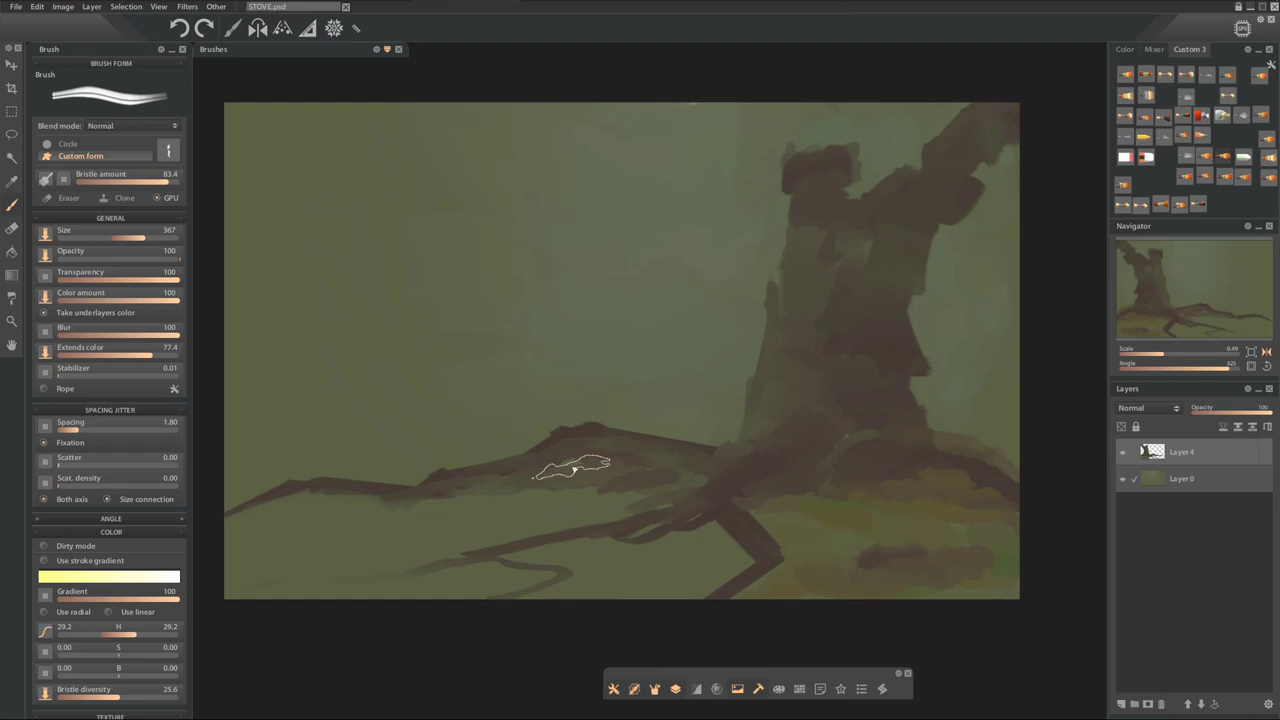 File Edit Image Layer Selection View Filters Other STOVE.psd
Brush
Brushes
Color Mixer Custom 3
BRUSH FORM
Brush
Blend mode: Normal
Circle
Custom form
Bristle amount 83.4
Eraser Clone GPU
GENERAL
Size 367
Opacity 100
Transparency 100
Color amount 100
Take underlayers color
Blur 100
Extends color 77.4
Stabilizer 0.01
Rope
SPACING JITTER
Spacing 1.80
Fixation
Scatter 0.00
Scat. density 0.00
Both axis Size connection
ANGLE
COLOR
Dirty mode
Use stroke gradient
Gradient 100
Use radial Use linear
29.2 H 29.2
0.00 S 0.00
0.00 B 0.00
Bristle diversity 25.6
TEXTURE
Navigator
Scale 0.49
Angle 325
Layers
Normal Opacity 100
Layer 4
Layer 0